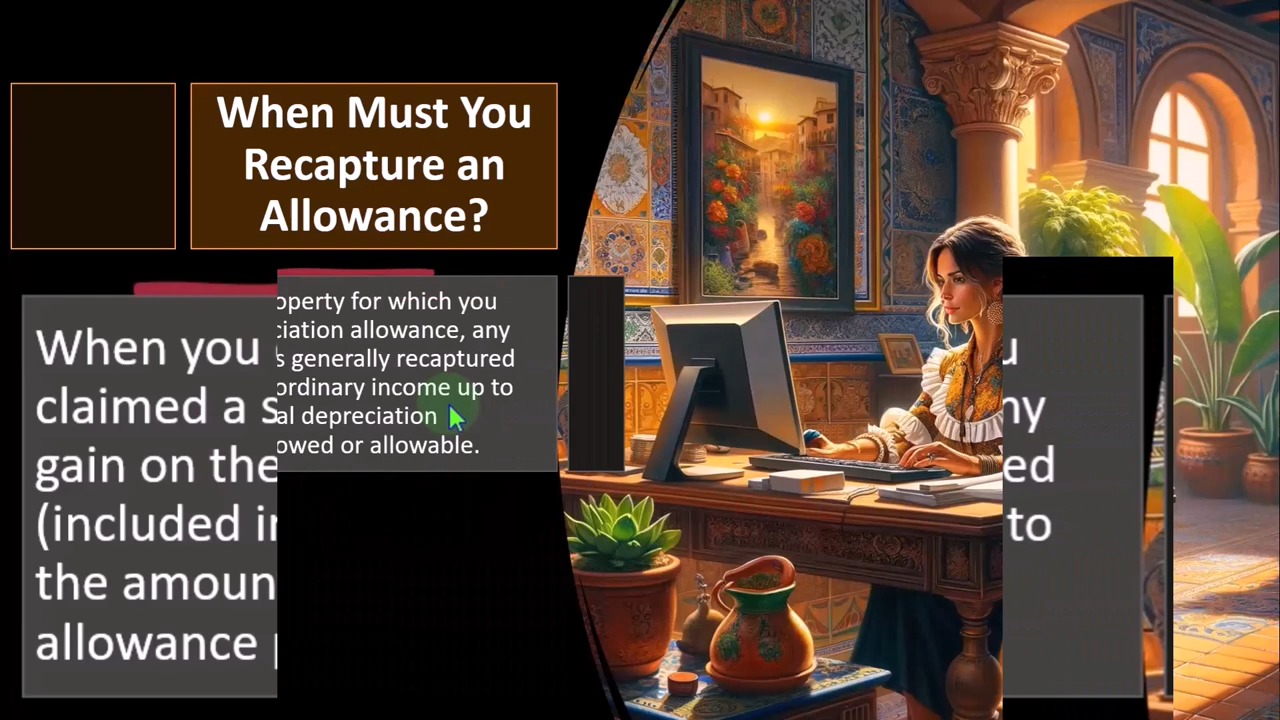 When Must You
Recapture an
Allowance?
operty for which you
ciation allowance, any
s generally recaptured
ordinary income up to
al depreciation
owed or allowable.
When you
claimed a s
gain on the
(included in
the amoun
allowance p
u
ny
ed
to